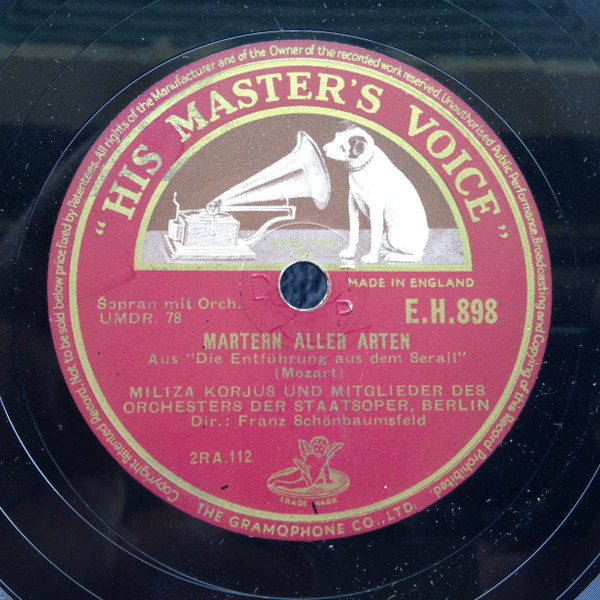 Copyright Patented Record. Not to be sold below price fixed by Patentees. All rights of the Manufacturer and of the Owner of the recorded work reserved. Unauthorised Public Performance, Broadcasting and Copying of this Record Prohibited.
"HIS MASTER'S VOICE"
MADE IN ENGLAND
Sopran mit Orch.
UMDR. 78
E.H.898
D P
MARTERN ALLER ARTEN
Aus "Die Entführung aus dem Serail"
(Mozart)
MIL1ZA KORJUS UND MITGLIEDER DES
ORCHESTERS DER STAATSOPER, BERLIN
Dir.: Franz Schönbaumsfeld
2RA.112
TRADE MARK
THE GRAMOPHONE CO., LTD.